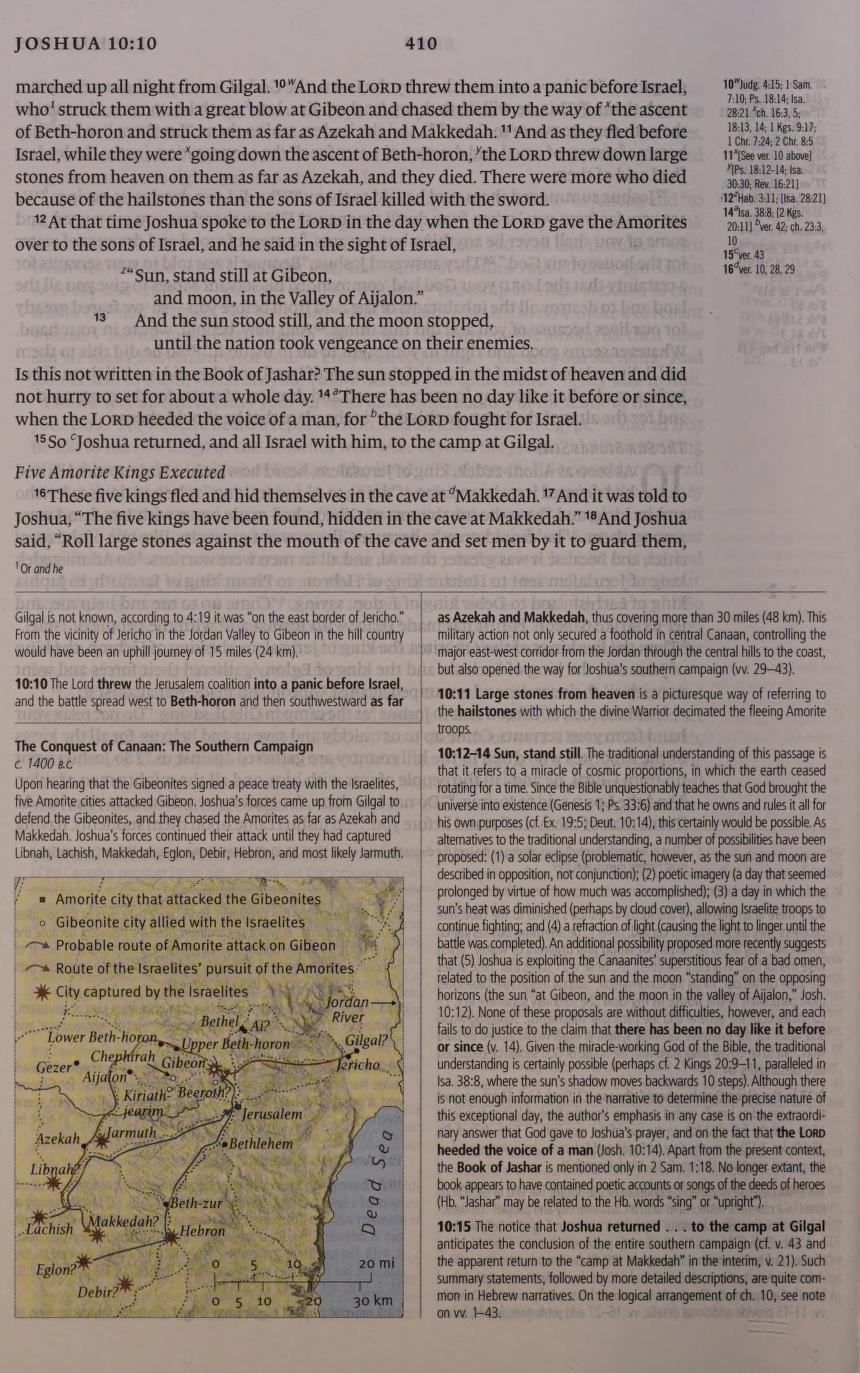 JOSHUA 10:10
410
marched up all night from Gilgal. 10 wAnd the LORD threw them into a panic before Israel,
who1 struck them with a great blow at Gibeon and chased them by the way of xthe ascent
of Beth-horon and struck them as far as Azekah and Makkedah. 11 And as they fled before
Israel, while they were xgoing down the ascent of Beth-horon, ythe LORD threw down large
stones from heaven on them as far as Azekah, and they died. There were more who died
because of the hailstones than the sons of Israel killed with the sword.
12 At that time Joshua spoke to the LORD in the day when the LORD gave the Amorites
over to the sons of Israel, and he said in the sight of Israel,
z“Sun, stand still at Gibeon,
and moon, in the Valley of Aijalon.”
13 And the sun stood still, and the moon stopped,
until the nation took vengeance on their enemies.
Is this not written in the Book of Jashar? The sun stopped in the midst of heaven and did
not hurry to set for about a whole day. 14 aThere has been no day like it before or since,
when the LORD heeded the voice of a man, for bthe LORD fought for Israel.
15 So cJoshua returned, and all Israel with him, to the camp at Gilgal.
Five Amorite Kings Executed
16 These five kings fled and hid themselves in the cave at dMakkedah. 17 And it was told to
Joshua, “The five kings have been found, hidden in the cave at Makkedah.” 18 And Joshua
said, “Roll large stones against the mouth of the cave and set men by it to guard them,
1 Or and he
10 wJudg. 4:15; 1 Sam.
7:10; Ps. 18:14; Isa.
28:21 xch. 16:3, 5;
18:13, 14; 1 Kgs. 9:17;
1 Chr. 7:24; 2 Chr. 8:5
11 x[See ver. 10 above]
y[Ps. 18:12-14; Isa.
30:30; Rev. 16:21]
12 zHab. 3:11; [Isa. 28:21]
14 aIsa. 38:8; [2 Kgs.
20:11] bver. 42; ch. 23:3,
10
15 cver. 43
16 dver. 10, 28, 29
Gilgal is not known, according to 4:19 it was “on the east border of Jericho.”
From the vicinity of Jericho in the Jordan Valley to Gibeon in the hill country
would have been an uphill journey of 15 miles (24 km).
10:10 The Lord threw the Jerusalem coalition into a panic before Israel,
and the battle spread west to Beth-horon and then southwestward as far
The Conquest of Canaan: The Southern Campaign
c. 1400 B.C.
Upon hearing that the Gibeonites signed a peace treaty with the Israelites,
five Amorite cities attacked Gibeon. Joshua’s forces came up from Gilgal to
defend the Gibeonites, and they chased the Amorites as far as Azekah and
Makkedah. Joshua’s forces continued their attack until they had captured
Libnah, Lachish, Makkedah, Eglon, Debir, Hebron, and most likely Jarmuth.
Amorite city that attacked the Gibeonites
Gibeonite city allied with the Israelites
Probable route of Amorite attack on Gibeon
Route of the Israelites’ pursuit of the Amorites
City captured by the Israelites
Jordan
River
Bethel
Ai?
Lower Beth-horon
Upper Beth-horon
Gilgal?
Chephirah
Gibeon
Jericho
Gezer
Aijalon
Kiriath-
Beeroth?
jearim
Jerusalem
Azekah
Jarmuth
Bethlehem
Libnah
Dead Sea
Beth-zur
Lachish
Makkedah?
Hebron
Eglon?
Debir?
0 5 10 20 mi
0 5 10 20 30 km
as Azekah and Makkedah, thus covering more than 30 miles (48 km). This
military action not only secured a foothold in central Canaan, controlling the
major east-west corridor from the Jordan through the central hills to the coast,
but also opened the way for Joshua’s southern campaign (vv. 29–43).
10:11 Large stones from heaven is a picturesque way of referring to
the hailstones with which the divine Warrior decimated the fleeing Amorite
troops.
10:12–14 Sun, stand still. The traditional understanding of this passage is
that it refers to a miracle of cosmic proportions, in which the earth ceased
rotating for a time. Since the Bible unquestionably teaches that God brought the
universe into existence (Genesis 1; Ps. 33:6) and that he owns and rules it all for
his own purposes (cf. Ex. 19:5; Deut. 10:14), this certainly would be possible. As
alternatives to the traditional understanding, a number of possibilities have been
proposed: (1) a solar eclipse (problematic, however, as the sun and moon are
described in opposition, not conjunction); (2) poetic imagery (a day that seemed
prolonged by virtue of how much was accomplished); (3) a day in which the
sun’s heat was diminished (perhaps by cloud cover), allowing Israelite troops to
continue fighting; and (4) a refraction of light (causing the light to linger until the
battle was completed). An additional possibility proposed more recently suggests
that (5) Joshua is exploiting the Canaanites’ superstitious fear of a bad omen,
related to the position of the sun and the moon “standing” on the opposing
horizons (the sun “at Gibeon, and the moon in the valley of Aijalon,” Josh.
10:12). None of these proposals are without difficulties, however, and each
fails to do justice to the claim that there has been no day like it before
or since (v. 14). Given the miracle-working God of the Bible, the traditional
understanding is certainly possible (perhaps cf. 2 Kings 20:9–11, paralleled in
Isa. 38:8, where the sun’s shadow moves backwards 10 steps). Although there
is not enough information in the narrative to determine the precise nature of
this exceptional day, the author’s emphasis in any case is on the extraordi-
nary answer that God gave to Joshua’s prayer, and on the fact that the LORD
heeded the voice of a man (Josh. 10:14). Apart from the present context,
the Book of Jashar is mentioned only in 2 Sam. 1:18. No longer extant, the
book appears to have contained poetic accounts or songs of the deeds of heroes
(Hb. “Jashar” may be related to the Hb. words “sing” or “upright”).
10:15 The notice that Joshua returned . . . to the camp at Gilgal
anticipates the conclusion of the entire southern campaign (cf. v. 43 and
the apparent return to the “camp at Makkedah” in the interim, v. 21). Such
summary statements, followed by more detailed descriptions, are quite com-
mon in Hebrew narratives. On the logical arrangement of ch. 10, see note
on vv. 1–43.